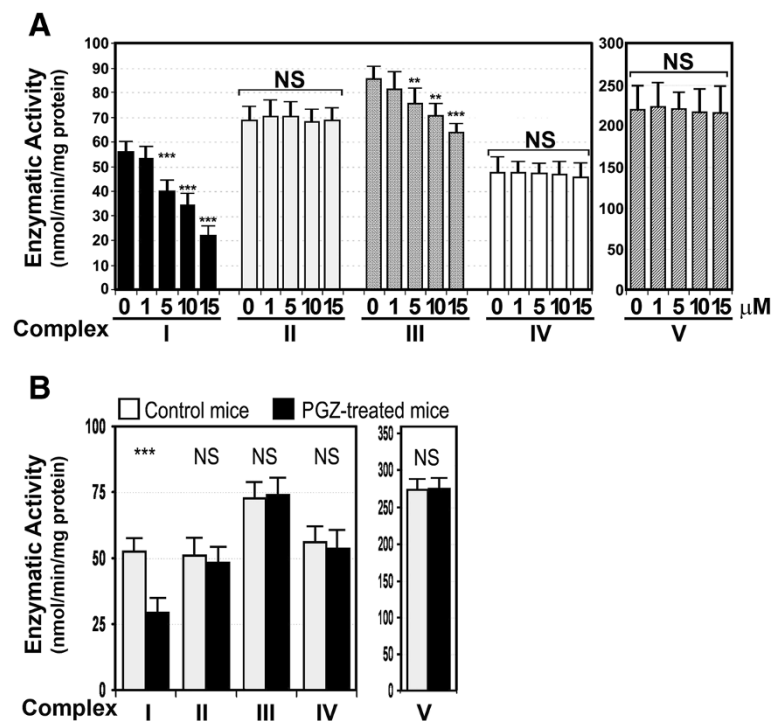 A
Enzymatic Activity
(nmol/min/mg protein)
100
90
80
70
60
50
40
30
20
10
0
*** *** ***
NS
** ** ***
NS
300
250
200
150
100
50
0
NS
0 1 5 10 15 0 1 5 10 15 0 1 5 10 15 0 1 5 10 15 0 1 5 10 15 μM
Complex I II III IV V
B
Control mice PGZ-treated mice
Enzymatic Activity
(nmol/min/mg protein)
100
75
50
25
0
*** NS NS NS
350
300
250
200
150
100
50
0
NS
Complex I II III IV V